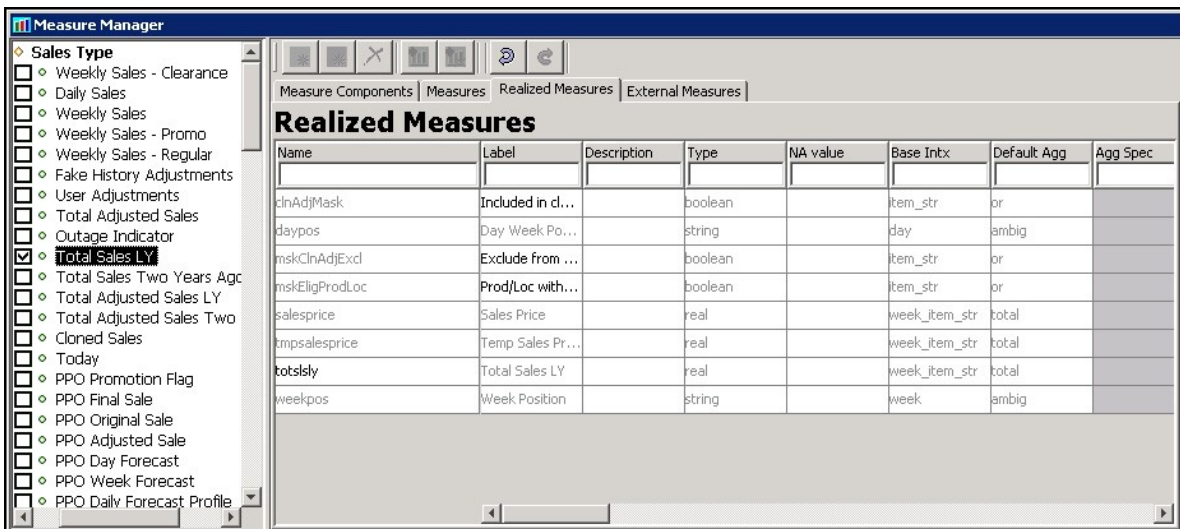 Measure Manager
Sales Type
Weekly Sales - Clearance
Daily Sales
Weekly Sales
Weekly Sales - Promo
Weekly Sales - Regular
Fake History Adjustments
User Adjustments
Total Adjusted Sales
Outage Indicator
Total Sales LY
Total Sales Two Years Ago
Total Adjusted Sales LY
Total Adjusted Sales Two
Cloned Sales
Today
PPO Promotion Flag
PPO Final Sale
PPO Original Sale
PPO Adjusted Sale
PPO Day Forecast
PPO Week Forecast
PPO Daily Forecast Profile
Measure Components Measures Realized Measures External Measures
Realized Measures
Name Label Description Type NA value Base Intx Default Agg Agg Spec
clnAdjMask Included in cl... boolean item_str or
daypos Day Week Po... string day ambig
mskClnAdjExcl Exclude from ... boolean item_str or
mskEligProdLoc Prod/Loc with... boolean item_str or
salesprice Sales Price real week_item_str total
tmpsalesprice Temp Sales Pr... real week_item_str total
totslsly Total Sales LY real week_item_str total
weekpos Week Position string week ambig